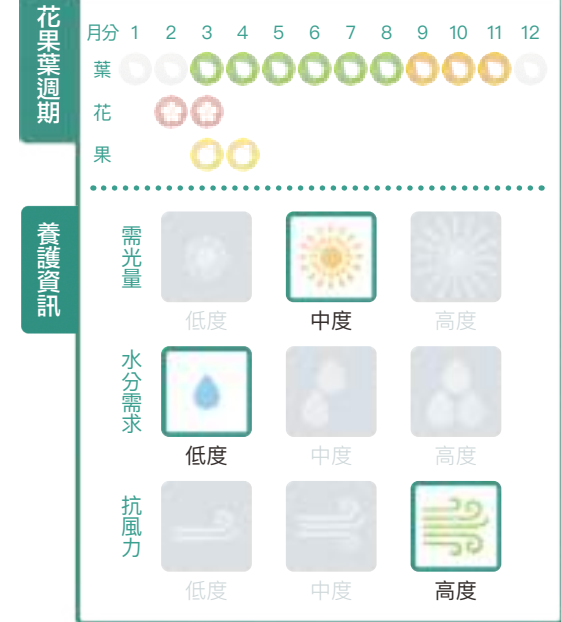 花果葉週期
月分 1 2 3 4 5 6 7 8 9 10 11 12
葉
花
果
養護資訊
需光量
低度 中度 高度
水分需求
低度 中度 高度
抗風力
低度 中度 高度